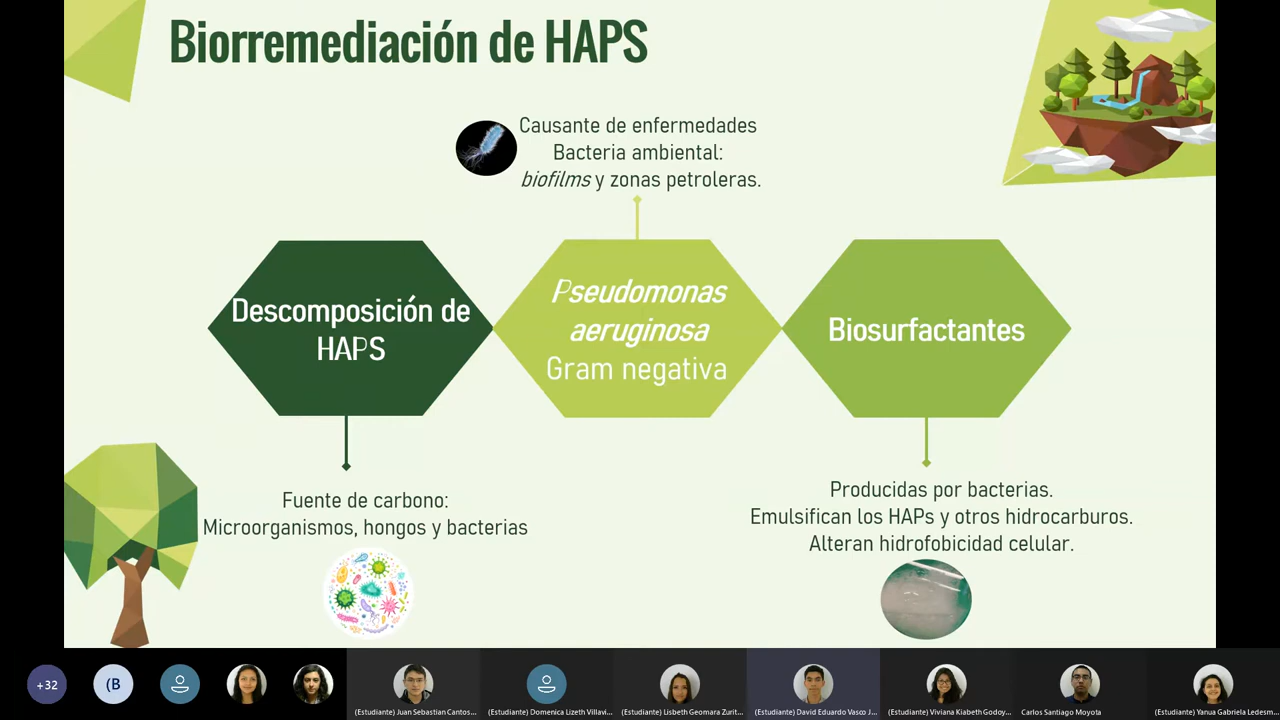 Biorremediación de HAPS
Causante de enfermedades
Bacteria ambiental:
biofilms y zonas petroleras.
Descomposición de
HAPS
Pseudomonas
aeruginosa
Gram negativa
Biosurfactantes
Fuente de carbono:
Microorganismos, hongos y bacterias
Producidas por bacterias.
Emulsifican los HAPs y otros hidrocarburos.
Alteran hidrofobicidad celular.
+32
(B
(Estudiante) Juan Sebastian Cantos...
(Estudiante) Domenica Lizeth Villavi...
(Estudiante) Lisbeth Geomara Zurit...
(Estudiante) David Eduardo Vasco J...
(Estudiante) Viviana Kiabeth Godoy...
Carlos Santiago Moyota
(Estudiante) Yanua Gabriela Ledesm...